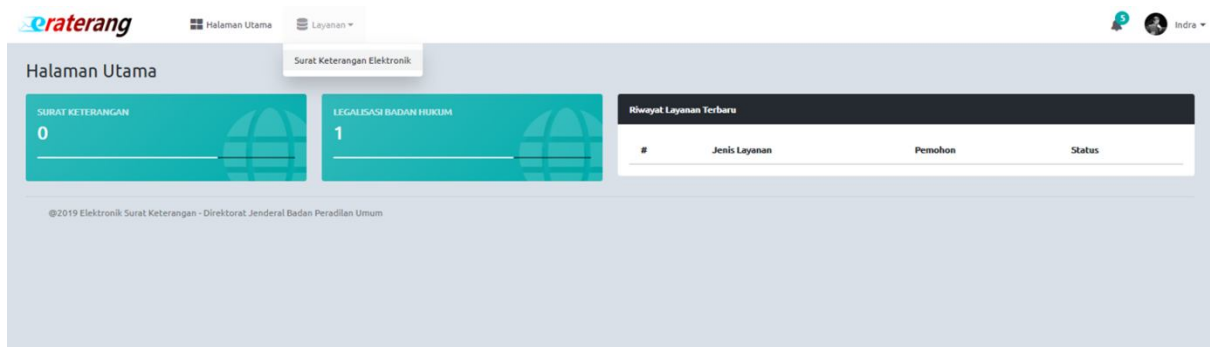 eraterang
Halaman Utama
Layanan
5
Indra
Surat Keterangan Elektronik
Halaman Utama
SURAT KETERANGAN
0
LEGALISASI BADAN HUKUM
1
Riwayat Layanan Terbaru
# Jenis Layanan Pemohon Status
@2019 Elektronik Surat Keterangan - Direktorat Jenderal Badan Peradilan Umum